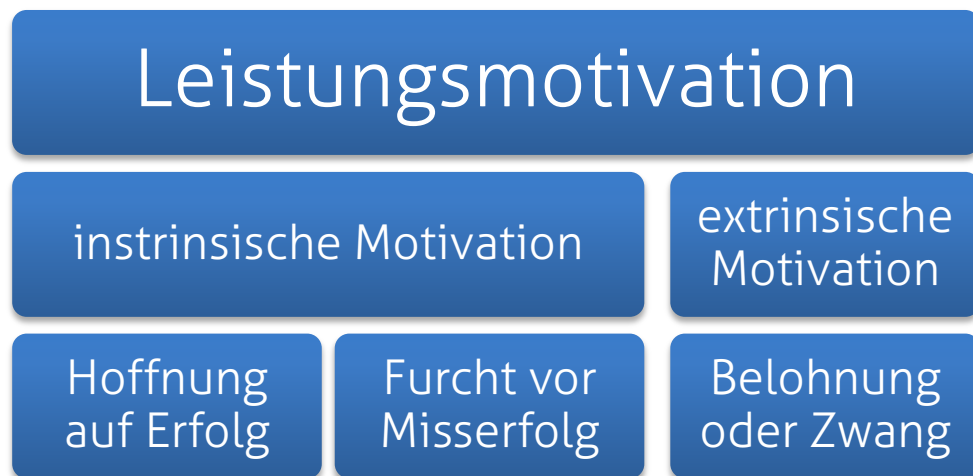 Leistungsmotivation
instrinsische Motivation
extrinsische
Motivation
Hoffnung
auf Erfolg
Furcht vor
Misserfolg
Belohnung
oder Zwang